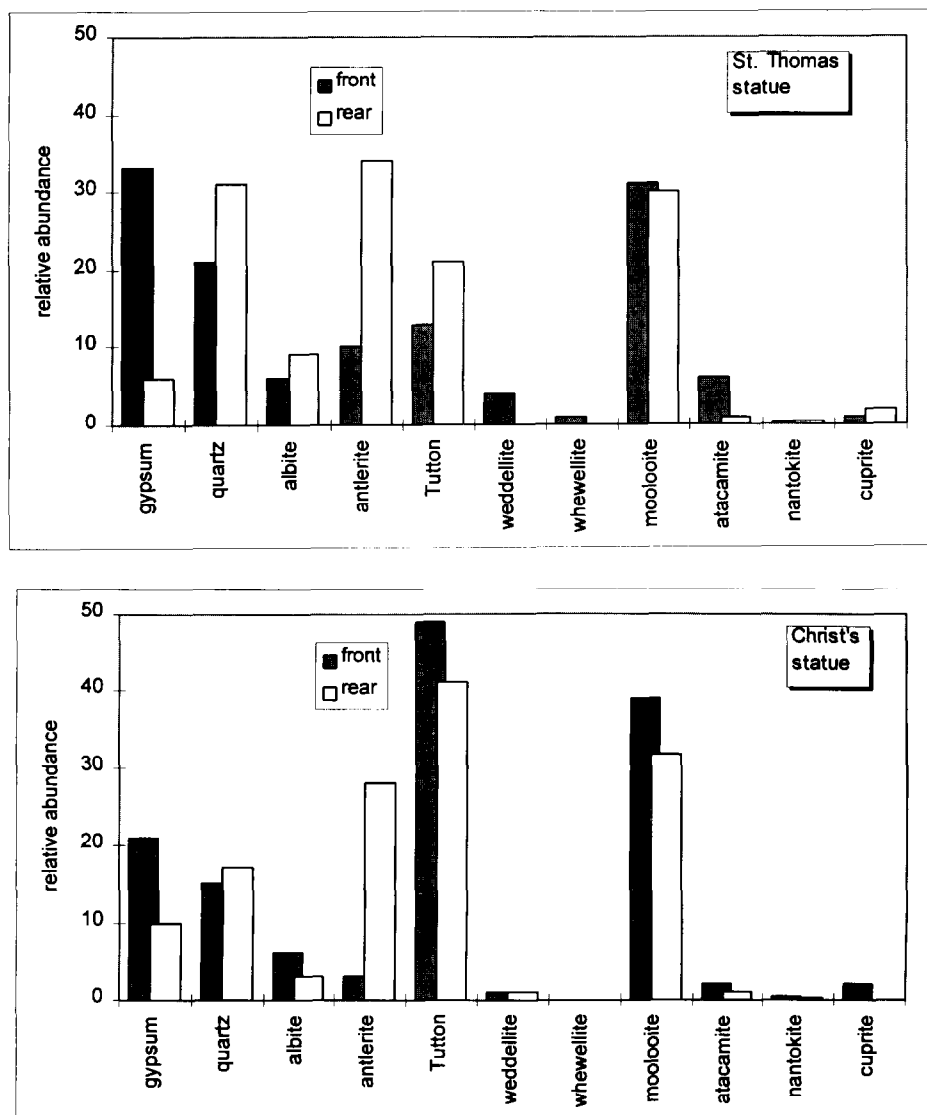 50
40
30
20
10
0
relative abundance
front
rear
St. Thomas
statue
gypsum
quartz
albite
antlerite
Tutton
weddellite
whewellite
moolooite
atacamite
nantokite
cuprite
50
40
30
20
10
0
relative abundance
front
rear
Christ's
statue
gypsum
quartz
albite
antlerite
Tutton
weddellite
whewellite
moolooite
atacamite
nantokite
cuprite